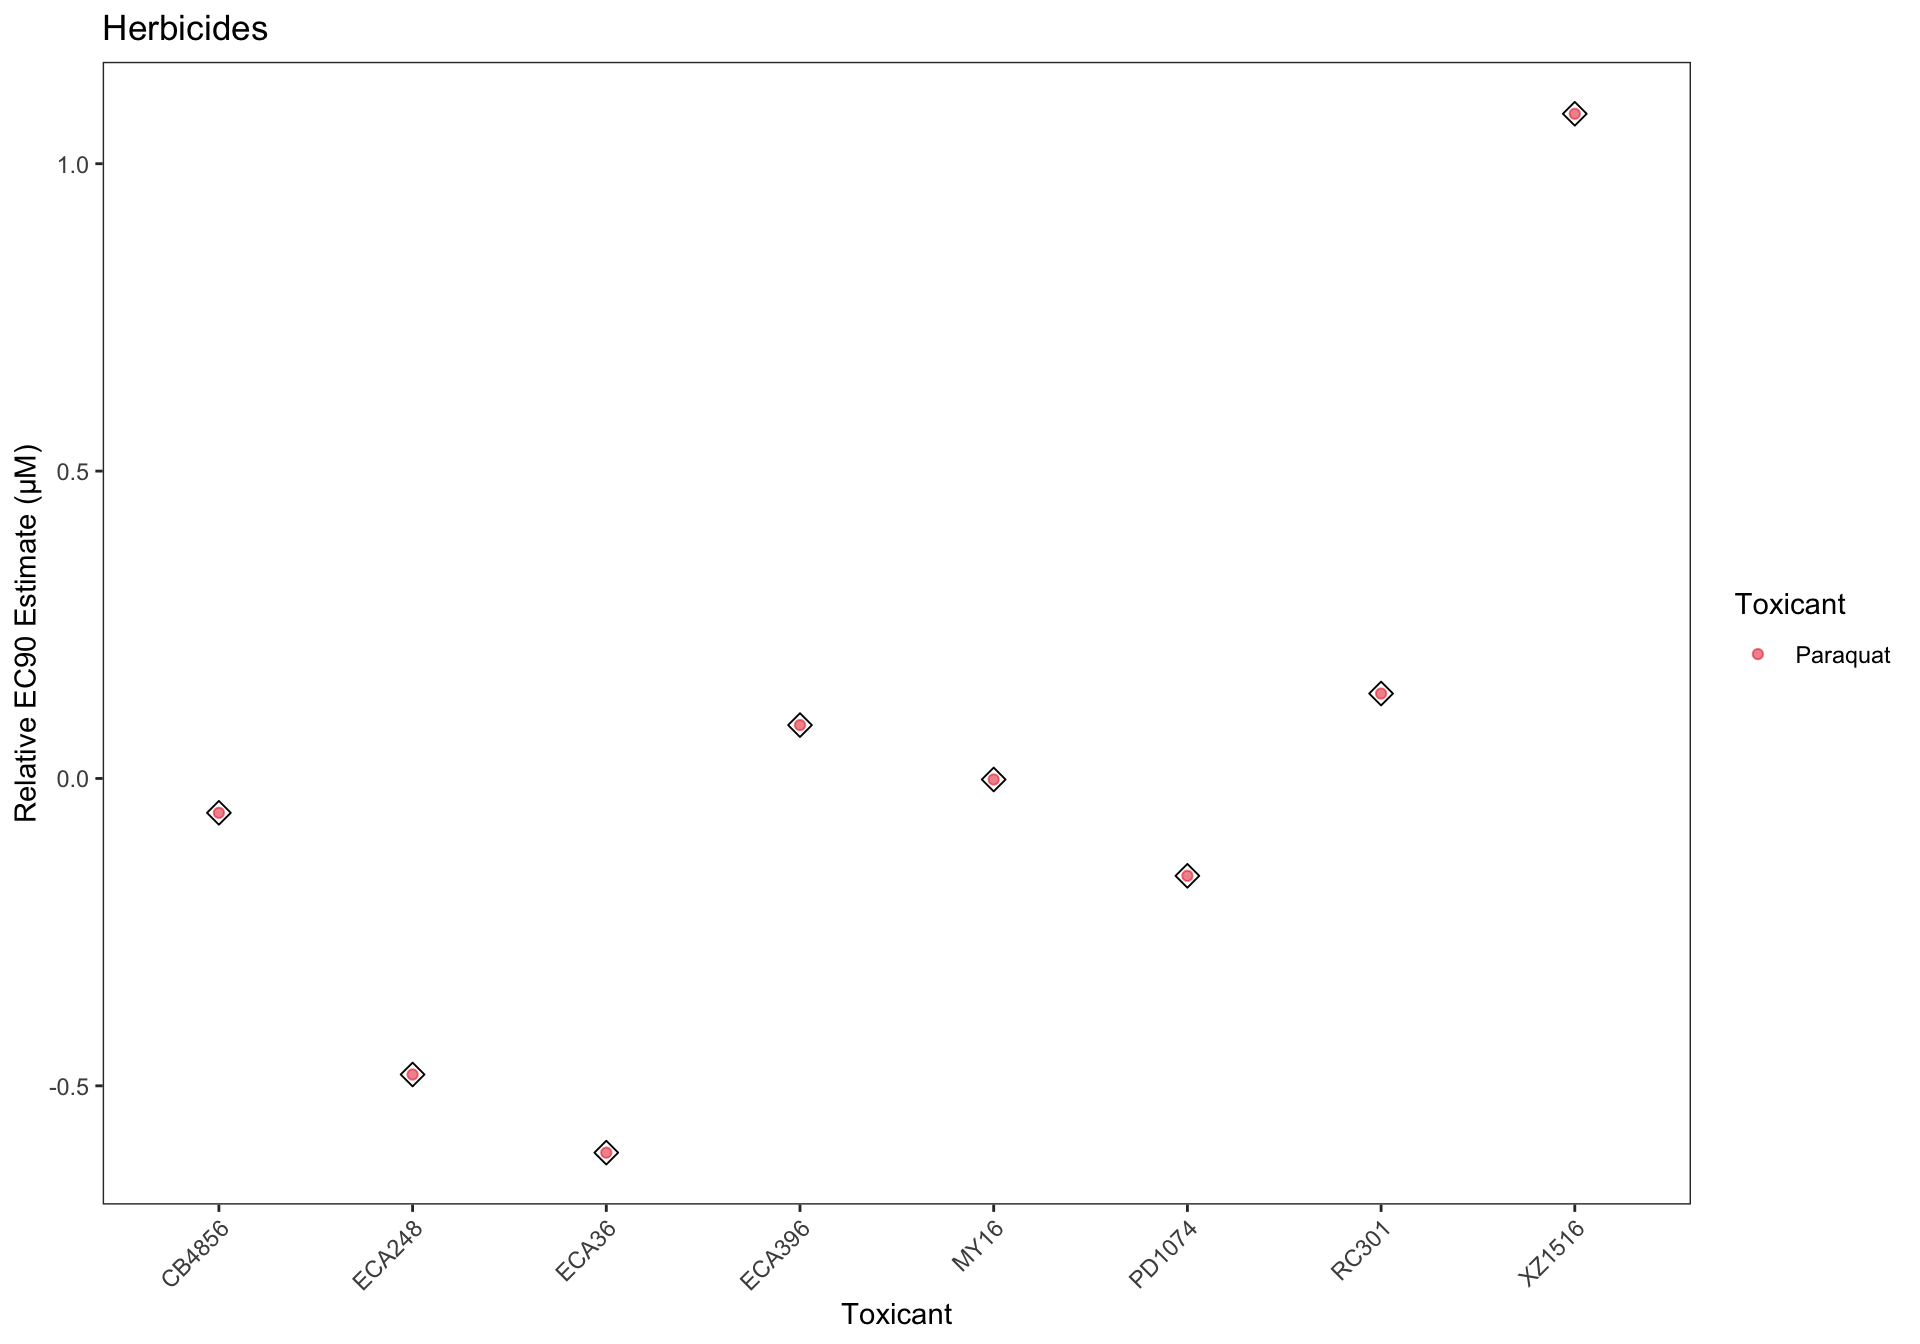 Herbicides
Relative EC90 Estimate (μM)
1.0
0.5
0.0
-0.5
CB4856
ECA248
ECA36
ECA396
MY16
PD1074
RC301
XZ1516
Toxicant
Toxicant
Paraquat